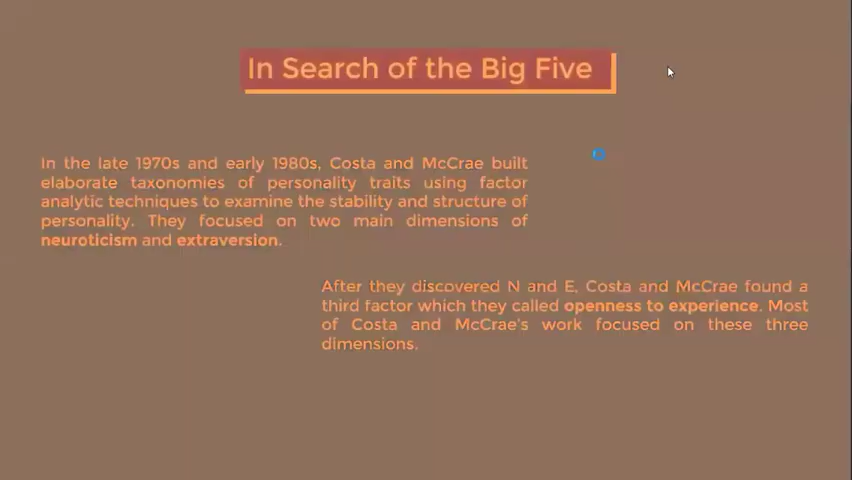 In Search of the Big Five
In the late 1970s and early 1980s, Costa and McCrae built
elaborate taxonomies of personality traits using factor
analytic techniques to examine the stability and structure of
personality. They focused on two main dimensions of
neuroticism and extraversion.
After they discovered N and E, Costa and McCrae found a
third factor which they called openness to experience. Most
of Costa and McCrae's work focused on these three
dimensions.